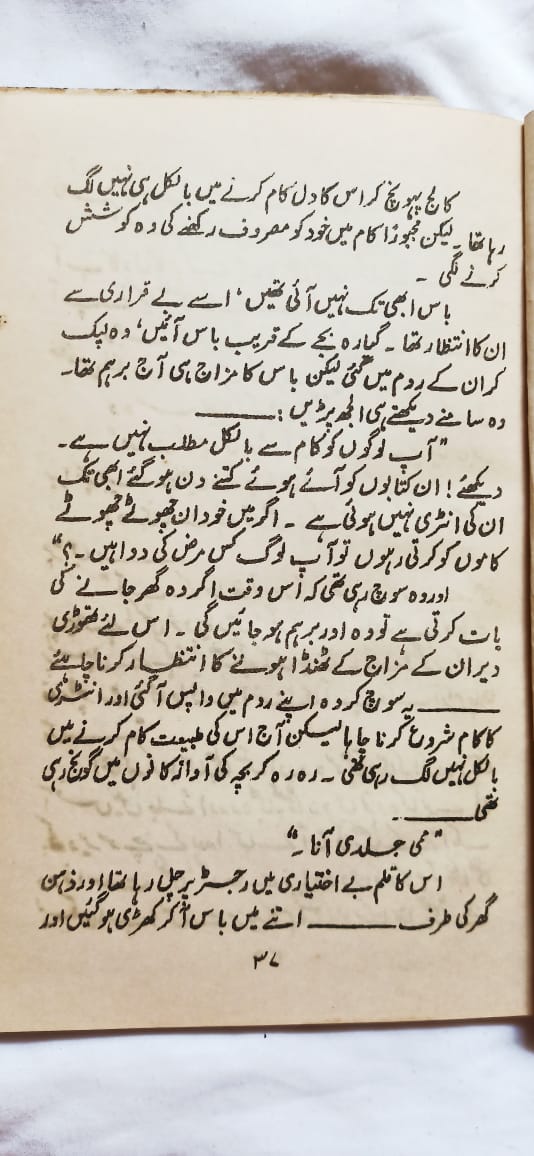 کالج پہونچ کر اس کا دل کام کرنے میں بالکل ہی نہیں لگ
رہا تھا ۔ لیکن مجبوراً کام میں خود کو مصروف رکھنے کی وہ کوشش
کرنے لگی ۔
باس ابھی تک نہیں آئی تھیں، اسے بے قراری سے
ان کا انتظار تھا ۔ گیارہ بجے کے قریب باس آئیں، وہ لپک
کر ان کے روم میں گئی لیکن باس کا مزاج ہی آج برہم تھا۔
وہ سامنے دیکھتے ہی الجھ پڑیں :ــــــــــ
"آپ لوگوں کو کام سے بالکل مطلب نہیں ہے ۔
دیکھئے ! ان کتابوں کو آئے ہوئے کتنے دن ہو گئے ابھی تک
ان کی انٹری نہیں ہوئی ہے ۔ اگر میں خود ان چھوٹے چھوٹے
کاموں کو کرتی رہوں تو آپ لوگ کس مرض کی دوا ہیں ۔؟"
اور وہ سوچ رہی تھی کہ اس وقت اگر وہ گھر جانے کی
بات کرتی ہے تو وہ اور برہم ہو جائیں گی ۔ اس لئے تھوڑی
دیر ان کے مزاج کے ٹھنڈا ہونے کا انتظار کرنا چاہئے
ــــــــــ یہ سوچ کر وہ اپنے روم میں واپس آ گئی اور انٹری
کا کام شروع کرنا چاہا لیکن آج اس کی طبیعت کام کرنے میں
بالکل نہیں لگ رہی تھی ۔ رہ رہ کر بچہ کی آواز کانوں میں گونج رہی
تھی ــــــــــ ۔
"ممی جلدی آنا ۔"
اس کا قلم بے اختیاری میں رجسٹر پر چل رہا تھا اور ذہن
گھر کی طرف ــــــــــ اتنے میں باس آ کر کھڑی ہو گئیں اور
۳۷